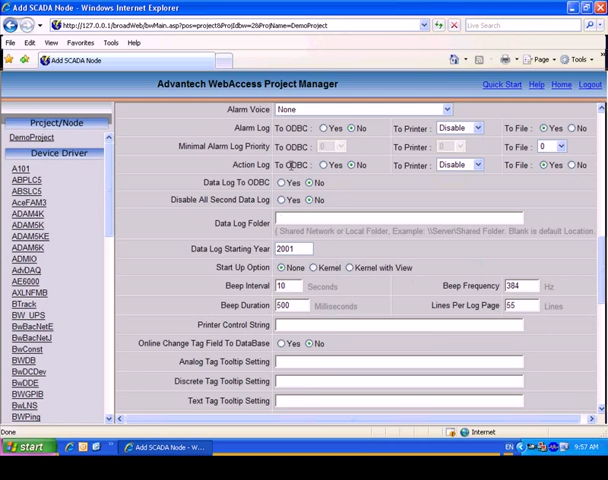 Add SCADA Node
http://127.0.0.1/broadWeb/bwMain.asp?pos=project&ProjIdbw=2&ProjName=DemoProject
Live Search
File Edit View Favorites Tools Help
Add SCADA Node
Page Tools
Advantech WebAccess Project Manager
Quick Start Help Home Logout
Project/Node
DemoProject
Device Driver
A101
ABPLC5
ABSLC5
AceFAM3
ADAM4K
ADAM5K
ADAM5KE
ADAM6K
ADMIO
AdvDAQ
AE6000
AXLNFMB
BTrack
BW_UPS
BwBacNetE
BwBacNetJ
BwConst
BWDB
BwDCDev
BwDDE
BWGPIB
BwLNS
BWPing
Alarm Voice None
Alarm Log To ODBC : Yes No To Printer : Disable To File : Yes No
Minimal Alarm Log Priority To ODBC : 0 To Printer : 0 To File : 0
Action Log To ODBC : Yes No To Printer : Disable To File : Yes No
Data Log To ODBC Yes No
Disable All Second Data Log Yes No
Data Log Folder
( Shared Network or Local Folder, Example: \\Server\Shared Folder. Blank is default Location.
Data Log Starting Year 2001
Start Up Option None Kernel Kernel with View
Beep Interval 10 Seconds Beep Frequency 384 Hz
Beep Duration 500 Milliseconds Lines Per Log Page 55 Lines
Printer Control String
Online Change Tag Field To DataBase Yes No
Analog Tag Tooltip Setting
Discrete Tag Tooltip Setting
Text Tag Tooltip Setting
Done Internet
start Add SCADA Node - W... EN 9:57 AM